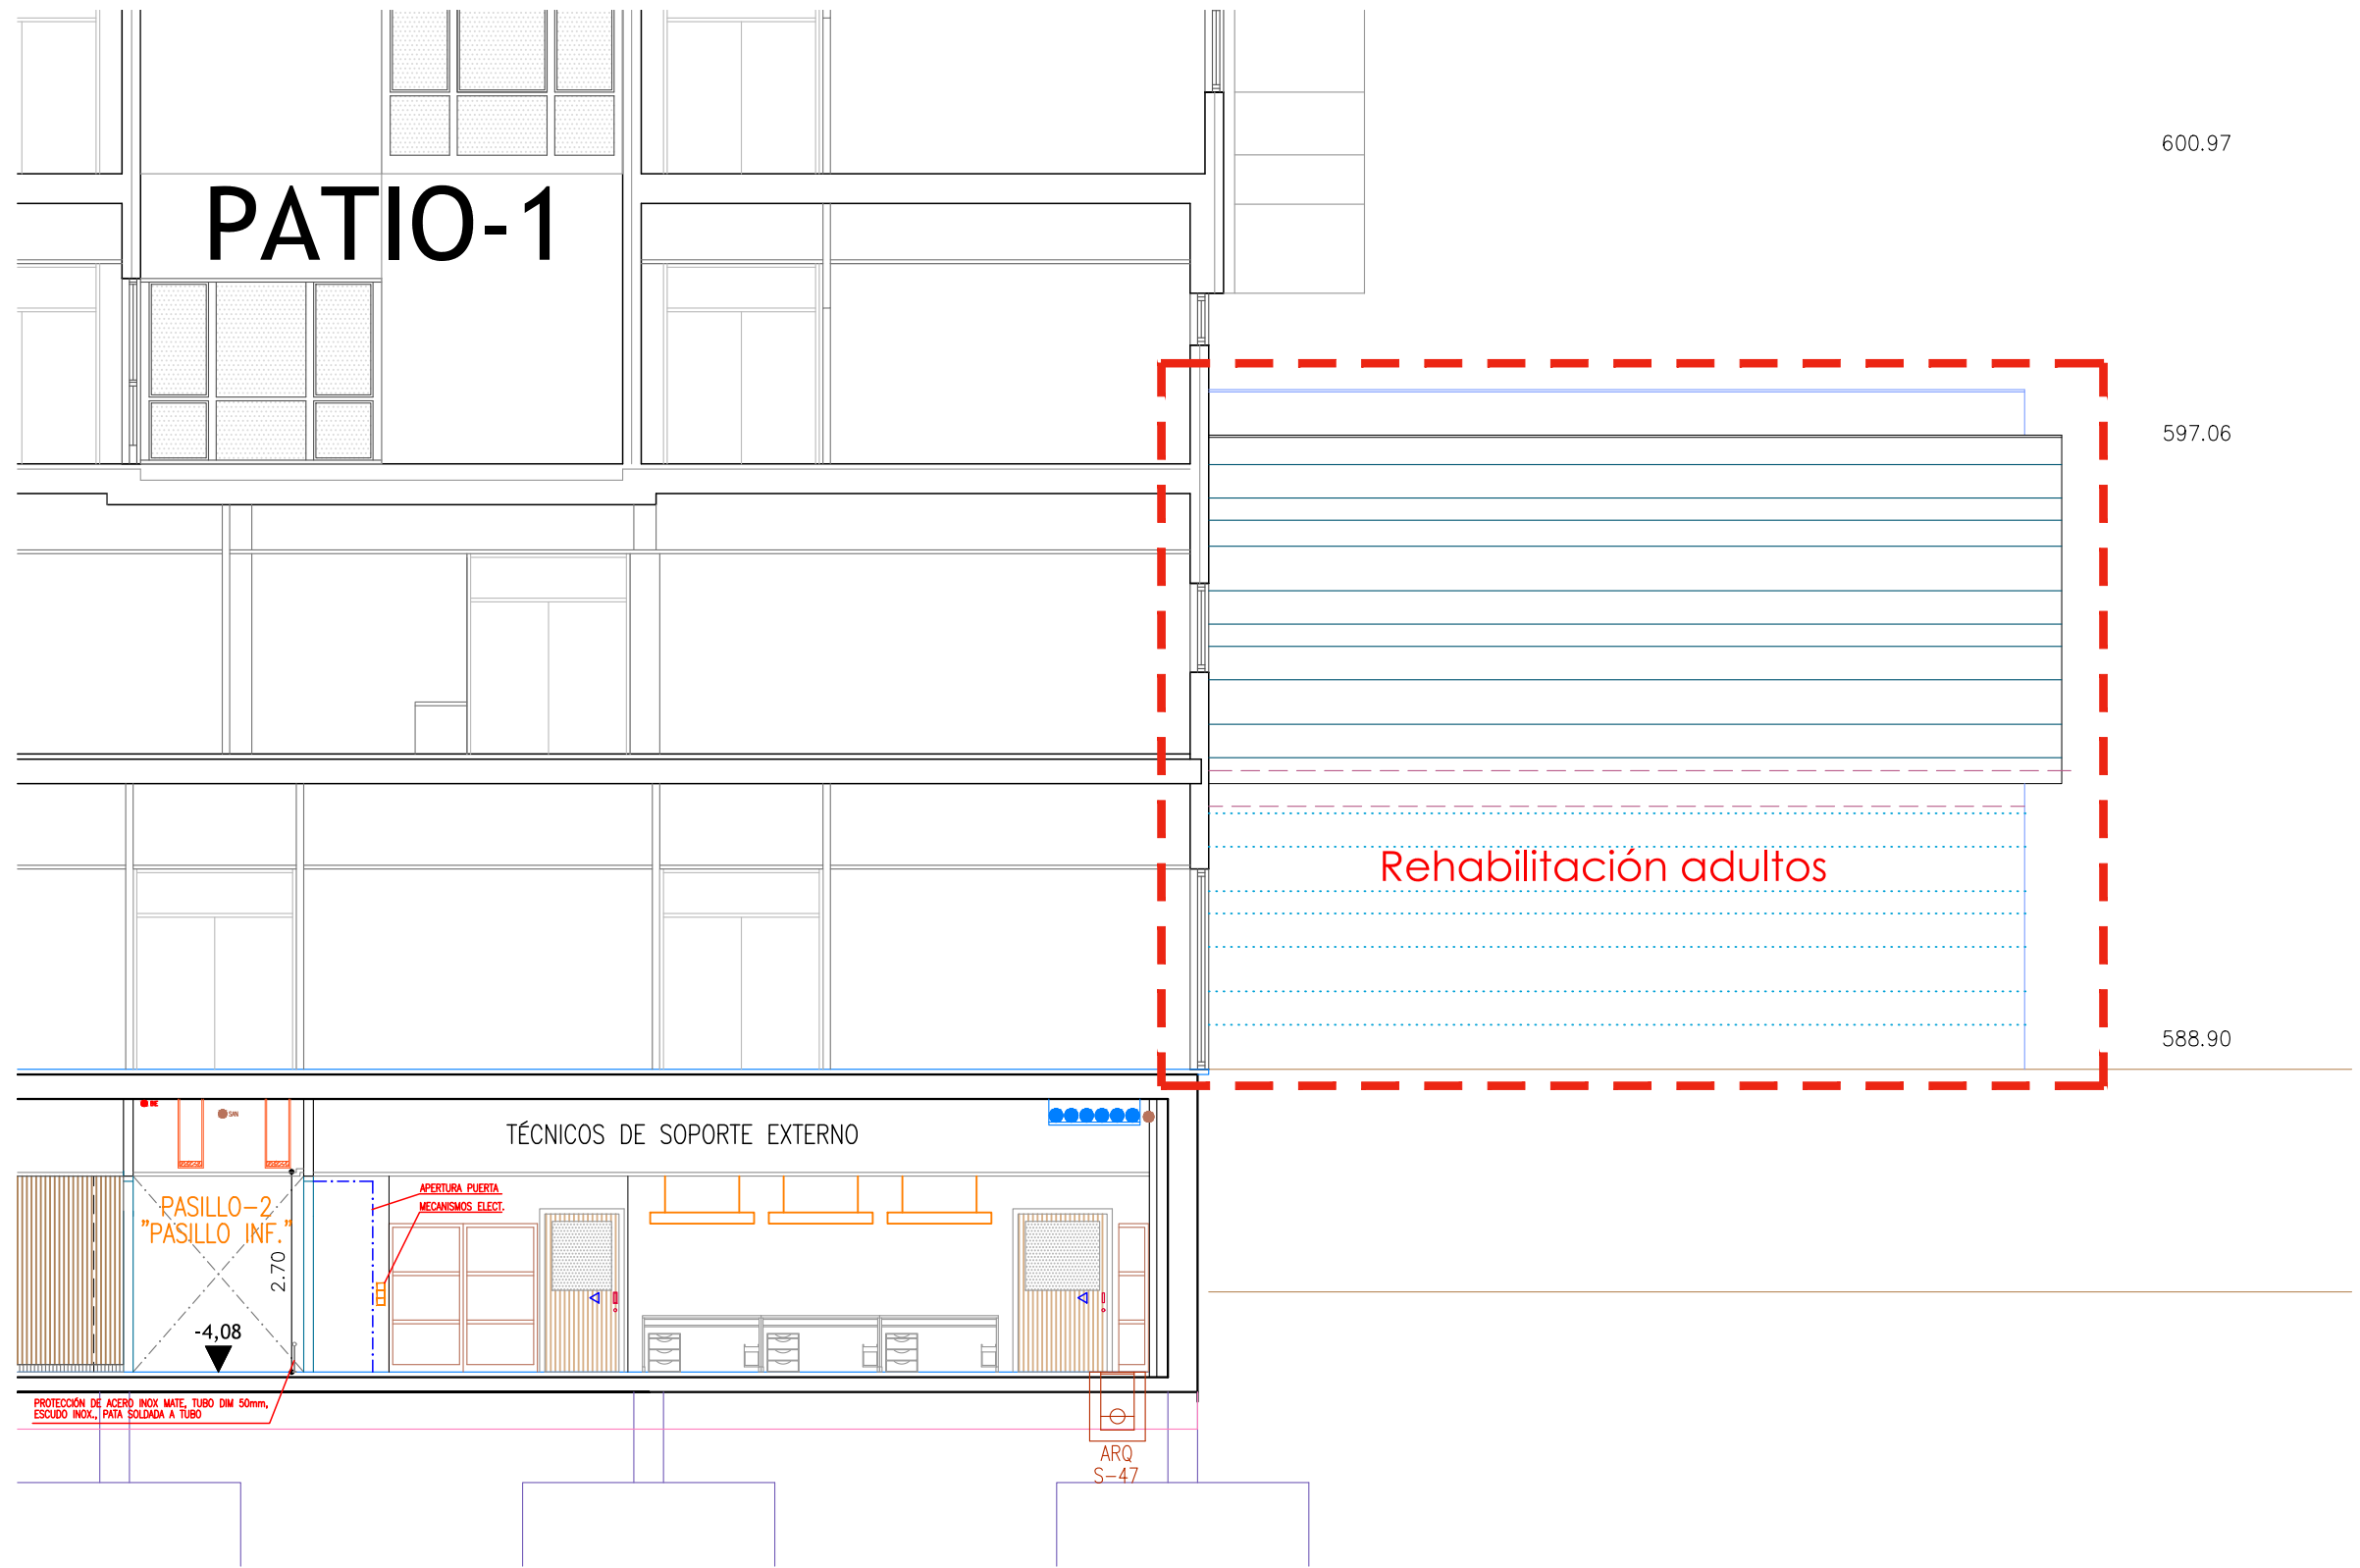 600.97
PATIO-1
597.06
Rehabilitación adultos
588.90
IBIE
SAN
TÉCNICOS DE SOPORTE EXTERNO
APERTURA PUERTA
MECANISMOS ELECT.
PASILLO-2
"PASILLO INF."
2.70
-4,08
PROTECCIÓN DE ACERO INOX MATE, TUBO DIM 50mm,
ESCUDO INOX., PATA SOLDADA A TUBO
ARQ
S-47